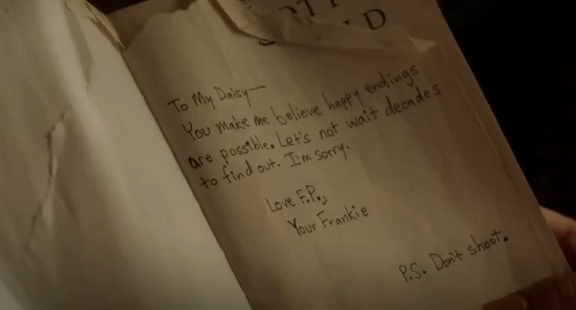 To My Daisy—
You make me believe happy endings
are possible. Let's not wait decades
to find out. I'm sorry.
Love F.P.,
Your Frankie
P.S. Don't shoot.